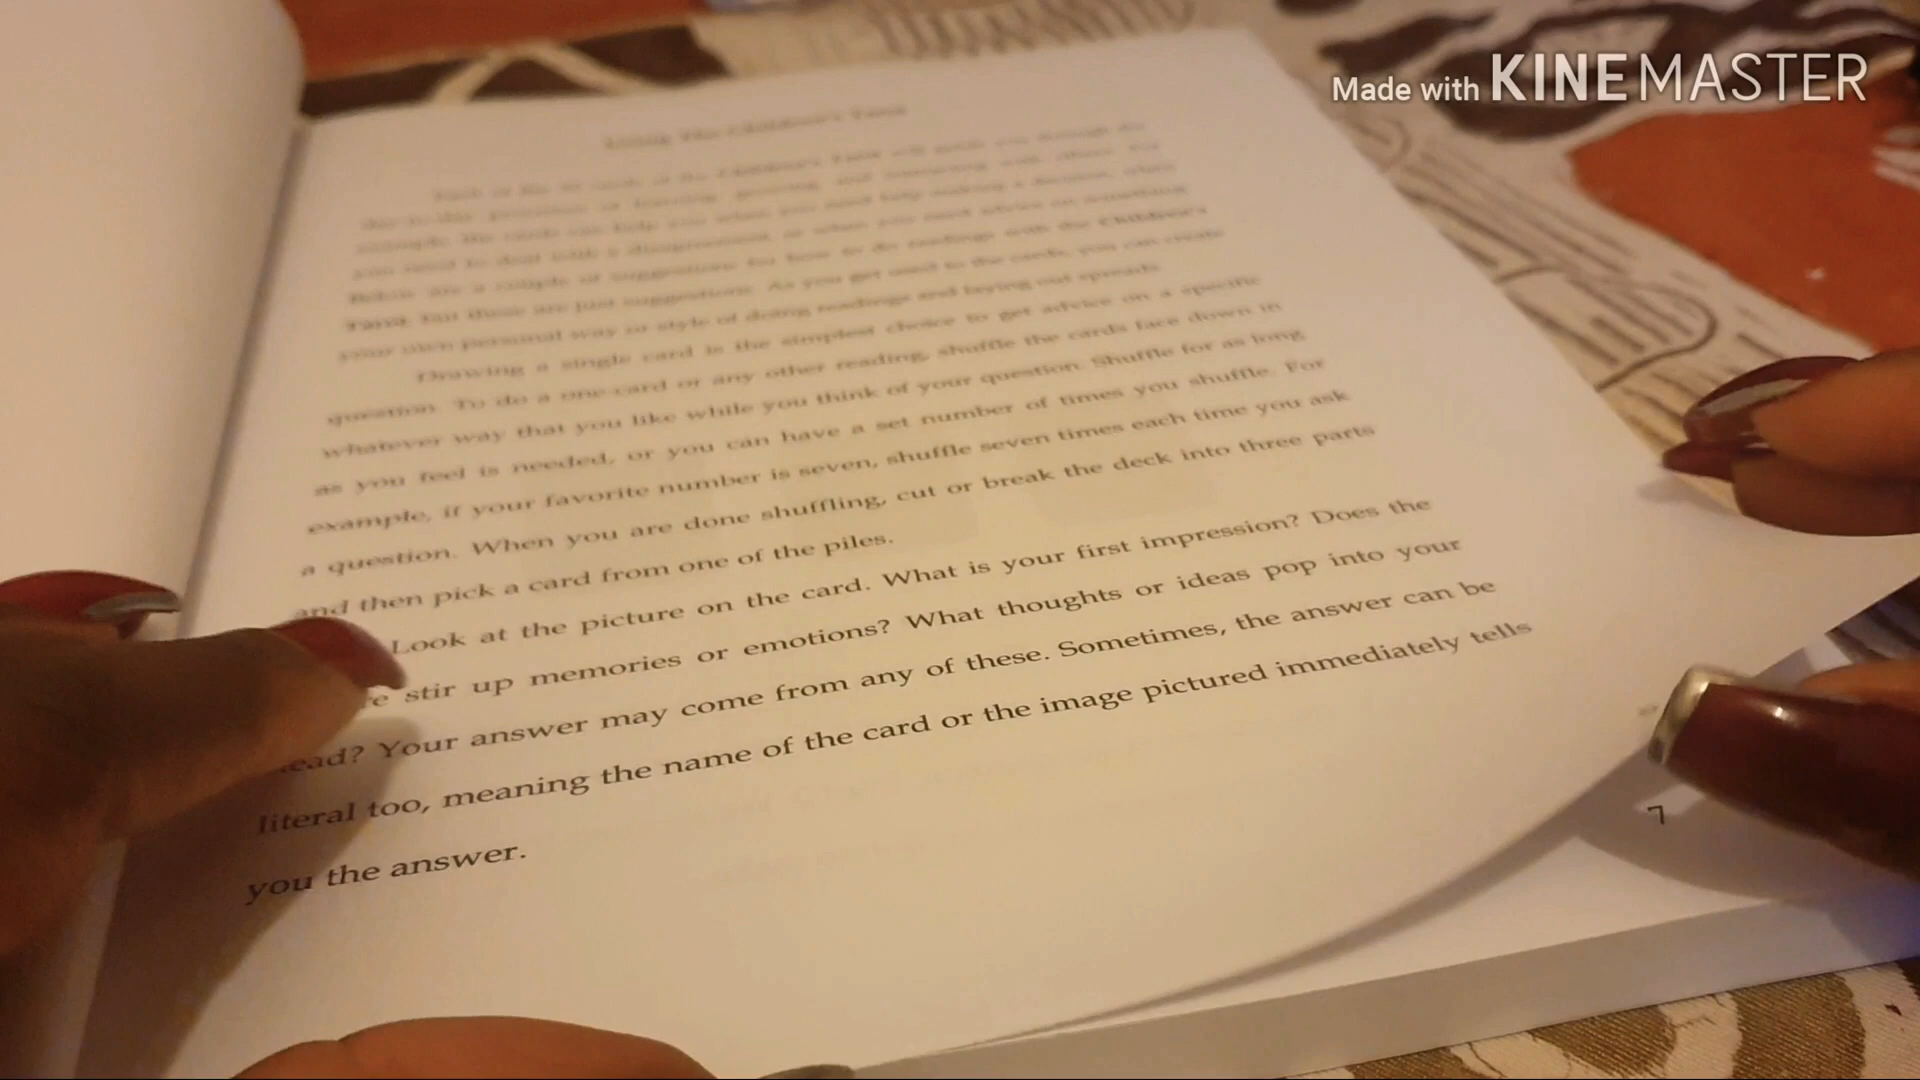 Made with KINEMASTER
Using The Children's Tarot
Each of the cards of the Children's Tarot will guide you through the
day-to-day processes of learning, growing, and interacting with others. For
example, the cards can help you when you need help making a decision, when
you need to deal with a disagreement, or when you need advice on something.
Below are a couple of suggestions for how to do readings with the Children's
Tarot, but these are just suggestions. As you get used to the cards, you can create
your own personal way or style of doing readings and laying out spreads.
Drawing a single card is the simplest choice to get advice on a specific
question. To do a one-card or any other reading, shuffle the cards face down in
whatever way that you like while you think of your question. Shuffle for as long
as you feel is needed, or you can have a set number of times you shuffle. For
example, if your favorite number is seven, shuffle seven times each time you ask
a question. When you are done shuffling, cut or break the deck into three parts
and then pick a card from one of the piles.
Look at the picture on the card. What is your first impression? Does the
stir up memories or emotions? What thoughts or ideas pop into your
Your answer may come from any of these. Sometimes, the answer can be
literal too, meaning the name of the card or the image pictured immediately tells
you the answer.
7